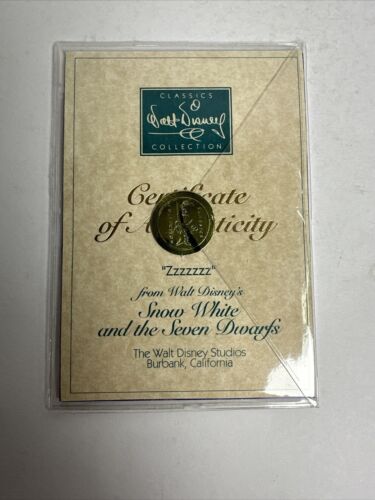 CLASSICS
Walt Disney
COLLECTION
Certificate
of Authenticity
"Zzzzzzz"
from Walt Disney's
Snow White
and the Seven Dwarfs
The Walt Disney Studios
Burbank, California